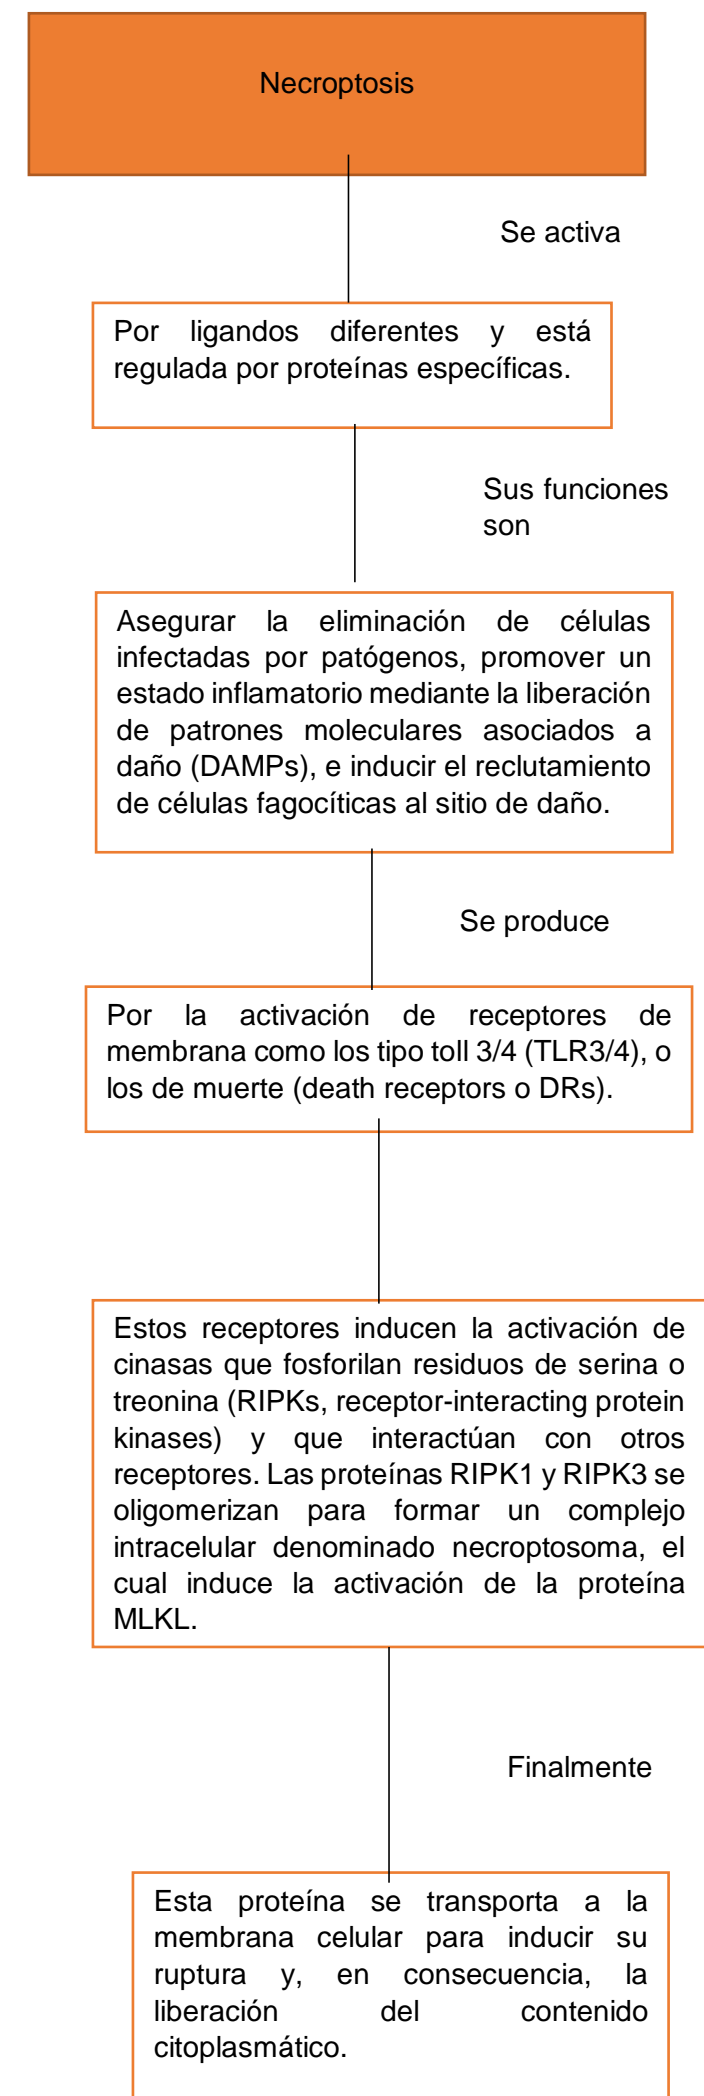 Necroptosis
Se activa
Por ligandos diferentes y está
regulada por proteínas específicas.
Sus funciones
son
Asegurar la eliminación de células
infectadas por patógenos, promover un
estado inflamatorio mediante la liberación
de patrones moleculares asociados a
daño (DAMPs), e inducir el reclutamiento
de células fagocíticas al sitio de daño.
Se produce
Por la activación de receptores de
membrana como los tipo toll 3/4 (TLR3/4), o
los de muerte (death receptors o DRs).
Estos receptores inducen la activación de
cinasas que fosforilan residuos de serina o
treonina (RIPKs, receptor-interacting protein
kinases) y que interactúan con otros
receptores. Las proteínas RIPK1 y RIPK3 se
oligomerizan para formar un complejo
intracelular denominado necroptosoma, el
cual induce la activación de la proteína
MLKL.
Finalmente
Esta proteína se transporta a la
membrana celular para inducir su
ruptura y, en consecuencia, la
liberación del contenido
citoplasmático.